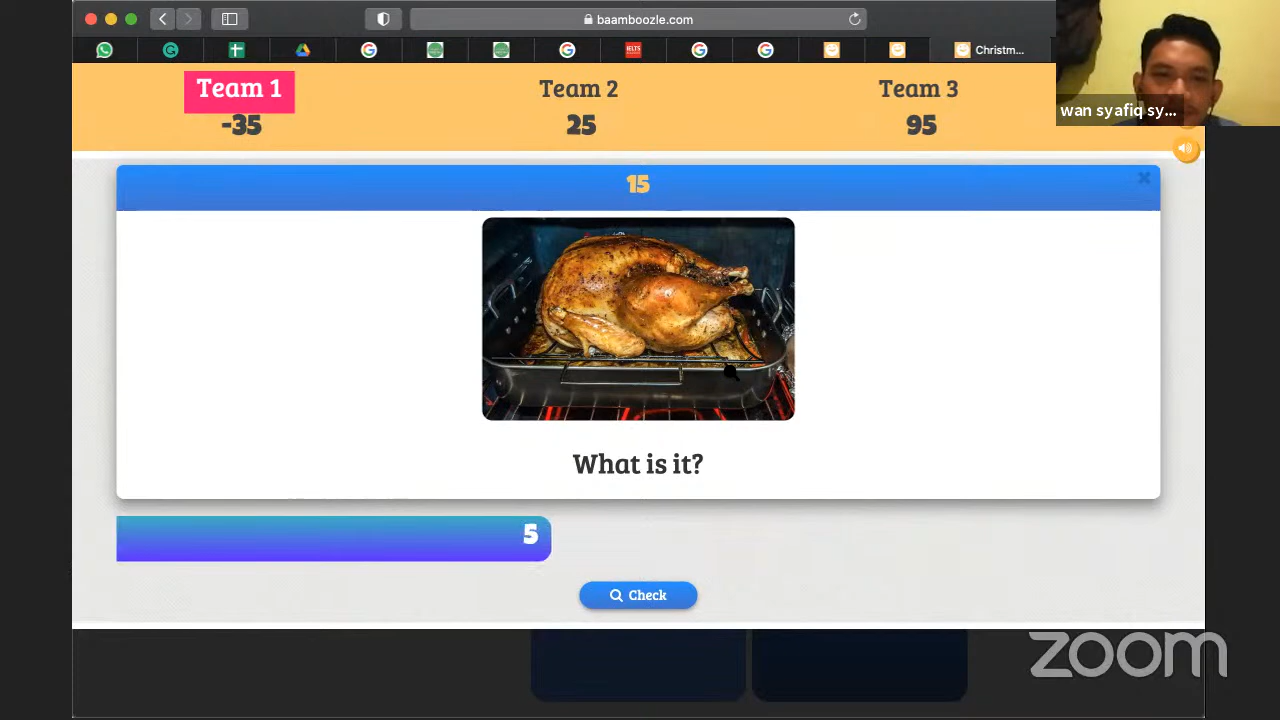 baamboozle.com
IELTS
Christm...
Team 1
-35
Team 2
25
Team 3
95
wan syafiq sy...
15
What is it?
5
Check
zoom